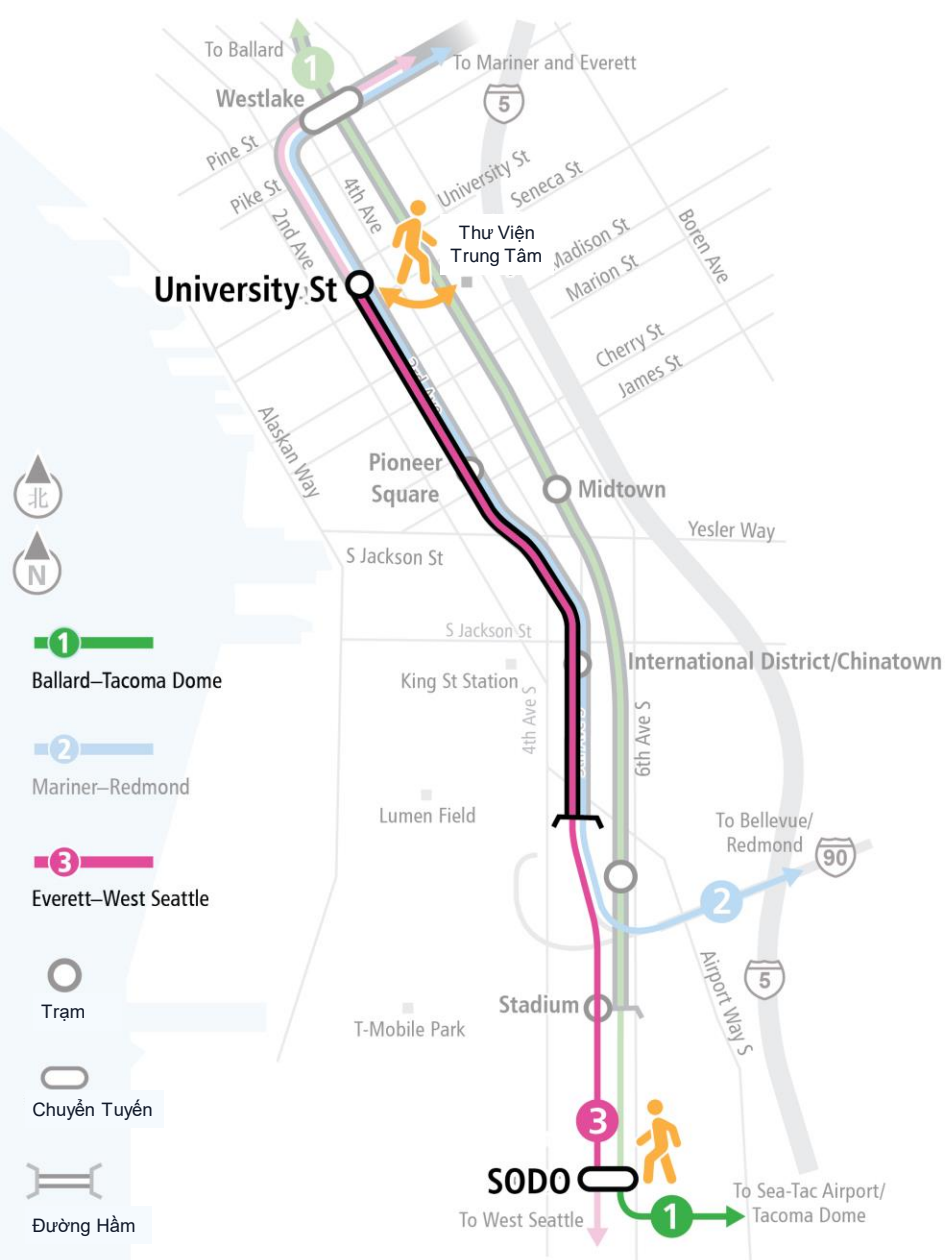 To Ballard
1
To Mariner and Everett
Westlake
5
Pine St
Pike St
University St
Seneca St
4th Ave
2nd Ave
Thư Viện
Trung Tâm
Madison St
Marion St
Boren Ave
University St
Cherry St
James St
Alaskan Way
Pioneer
Square
Midtown
北
Yesler Way
S Jackson St
N
1
S Jackson St
Ballard–Tacoma Dome
International District/Chinatown
King St Station
4th Ave S
6th Ave S
2
Mariner–Redmond
Lumen Field
To Bellevue/
Redmond
90
3
Everett–West Seattle
2
Airport Way S
5
Trạm
Stadium
T-Mobile Park
Chuyển Tuyến
3
SODO
To West Seattle
1
To Sea-Tac Airport/
Tacoma Dome
Đường Hầm